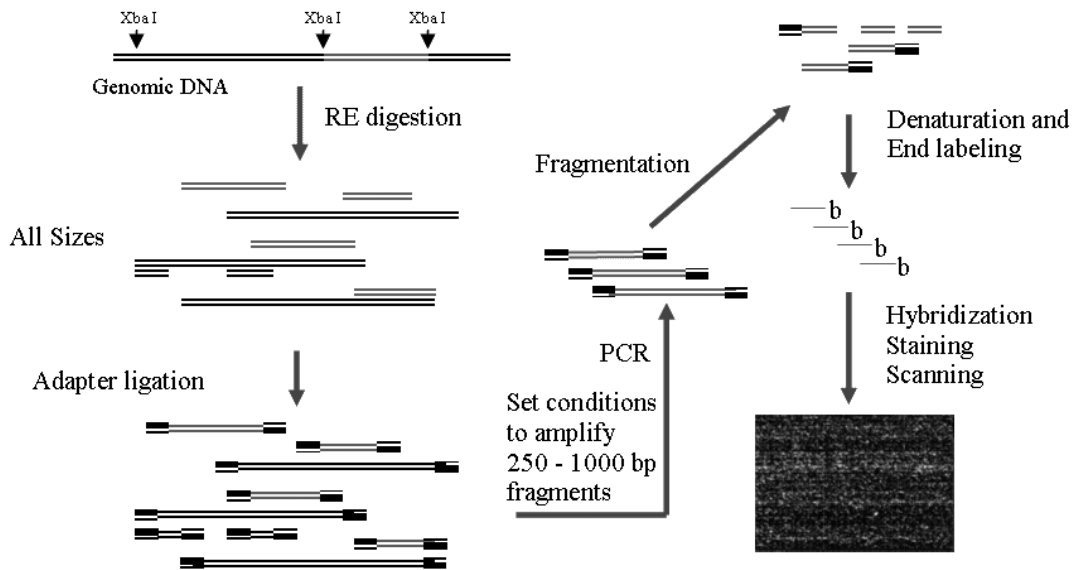 XbaI
XbaI
XbaI
Genomic DNA
RE digestion
All Sizes
Adapter ligation
PCR
Set conditions
to amplify
250 - 1000 bp
fragments
Fragmentation
Denaturation and
End labeling
b
b
b
b
Hybridization
Staining
Scanning